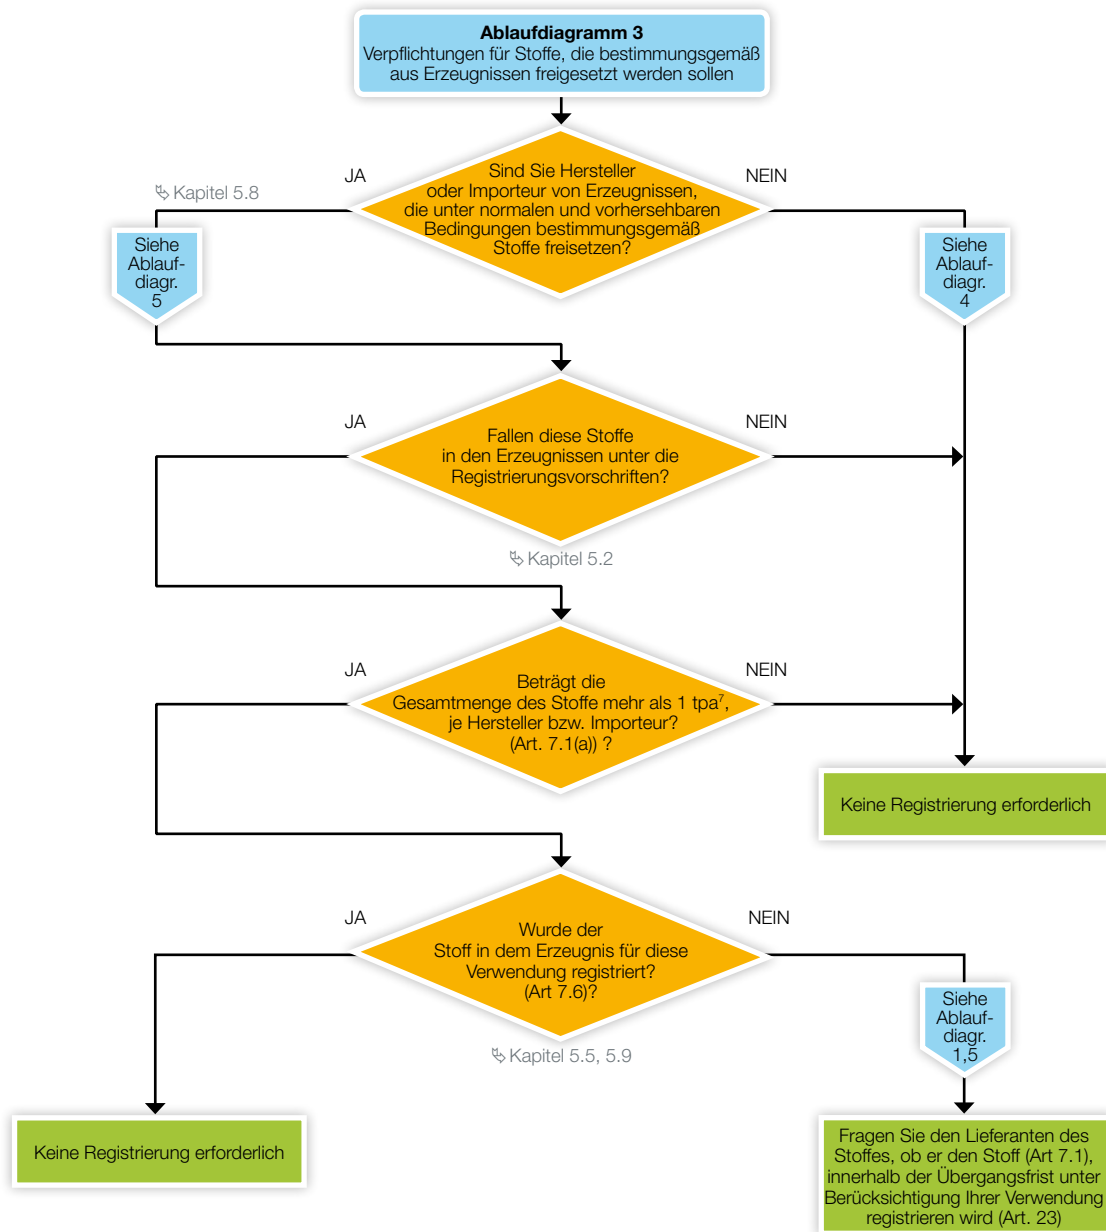 Ablaufdiagramm 3
Verpflichtungen für Stoffe, die bestimmungsgemäß
aus Erzeugnissen freigesetzt werden sollen
Sind Sie Hersteller
oder Importeur von Erzeugnissen,
die unter normalen und vorhersehbaren
Bedingungen bestimmungsgemäß
Stoffe freisetzen?
JA
NEIN
Kapitel 5.8
Siehe
Ablauf-
diagr.
5
Siehe
Ablauf-
diagr.
4
JA
NEIN
Fallen diese Stoffe
in den Erzeugnissen unter die
Registrierungsvorschriften?
Kapitel 5.2
JA
NEIN
Beträgt die
Gesamtmenge des Stoffe mehr als 1 tpa⁷,
je Hersteller bzw. Importeur?
(Art. 7.1(a)) ?
Keine Registrierung erforderlich
JA
NEIN
Wurde der
Stoff in dem Erzeugnis für diese
Verwendung registriert?
(Art 7.6)?
Kapitel 5.5, 5.9
Siehe
Ablauf-
diagr.
1,5
Keine Registrierung erforderlich
Fragen Sie den Lieferanten des
Stoffes, ob er den Stoff (Art 7.1),
innerhalb der Übergangsfrist unter
Berücksichtigung Ihrer Verwendung
registrieren wird (Art. 23)